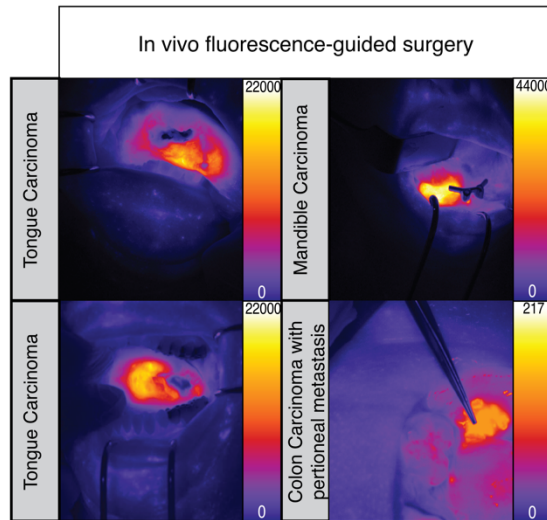 In vivo fluorescence-guided surgery
Tongue Carcinoma
22000
0
Mandible Carcinoma
44000
0
Tongue Carcinoma
22000
0
Colon Carcinoma with
pertioneal metastasis
217
0